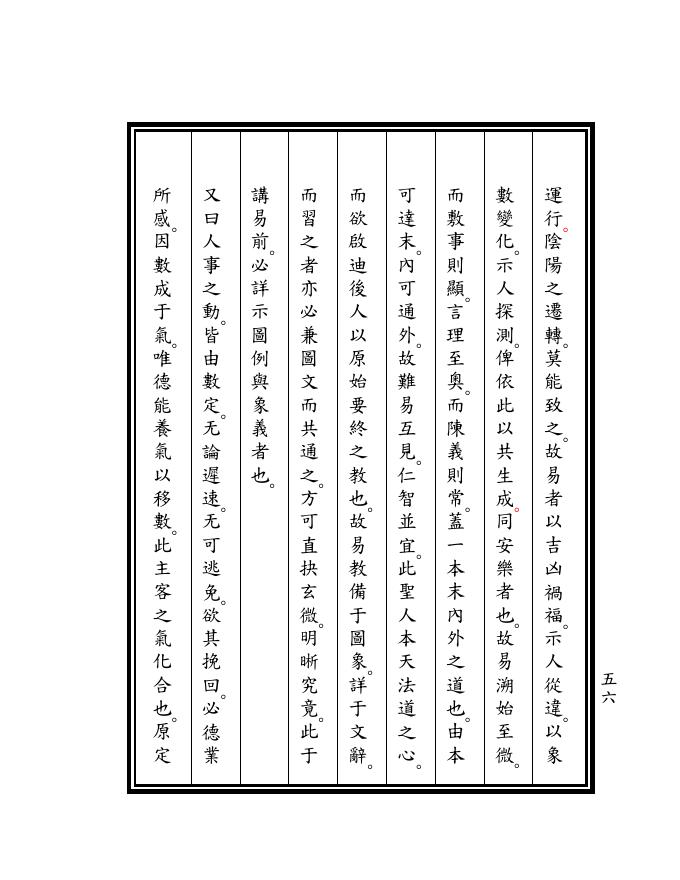 運行。陰陽之遷轉。莫能致之。故易者以吉凶禍福。示人從違。以象
數變化。示人探測。俾依此以共生成。同安樂者也。故易溯始至微。
而敷事則顯。言理至奧。而陳義則常。蓋一本末內外之道也。由本
可達末。內可通外。故難易互見。仁智並宜。此聖人本天法道之心。
而欲啟迪後人以原始要終之教也。故易教備于圖象。詳于文辭。
而習之者亦必兼圖文而共通之。方可直抉玄微。明晰究竟。此于
講易前。必詳示圖例與象義者也。
又曰人事之動。皆由數定。无論遲速。无可逃免。欲其挽回。必德業
所感。因數成于氣。唯德能養氣以移數。此主客之氣化合也。原定
五六